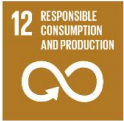 12 RESPONSIBLE
CONSUMPTION
AND PRODUCTION